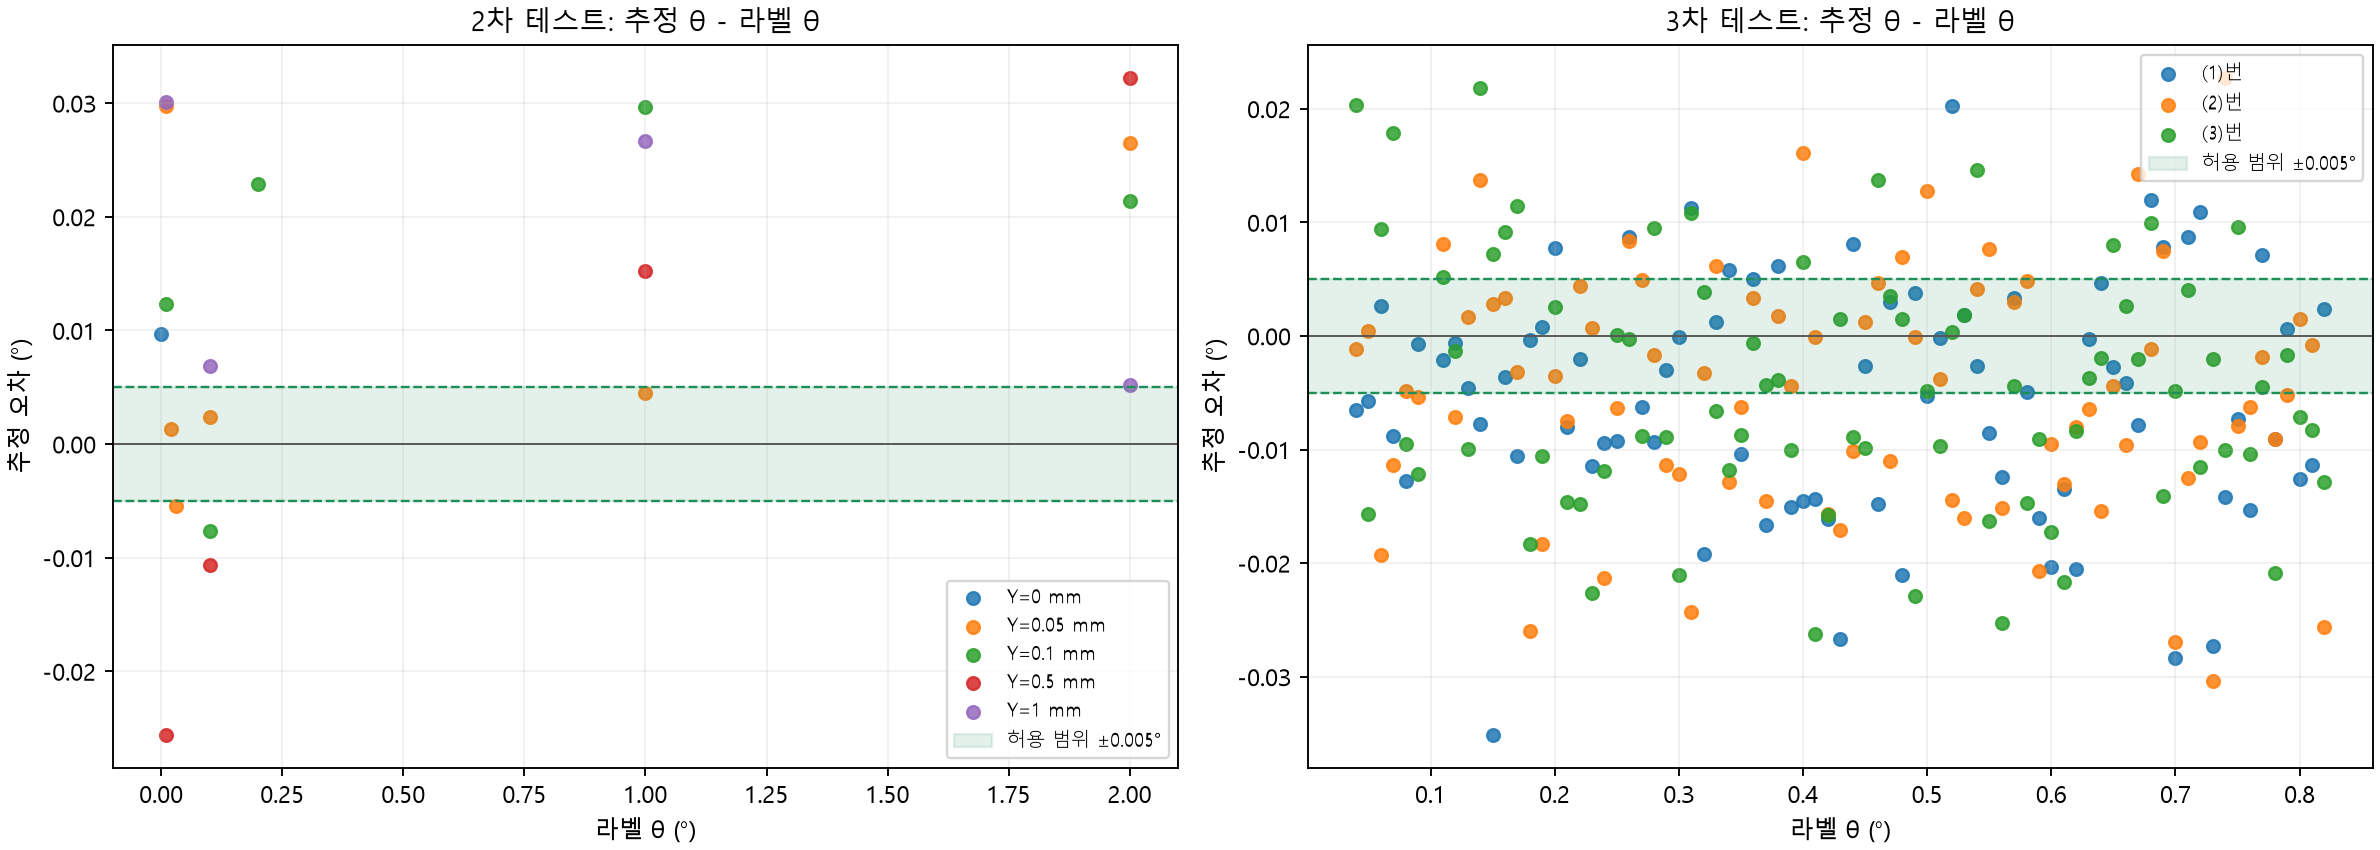 2차 테스트: 추정 θ - 라벨 θ
추정 오차 (°)
0.03
0.02
0.01
0.00
-0.01
-0.02
Y=0 mm
Y=0.05 mm
Y=0.1 mm
Y=0.5 mm
Y=1 mm
허용 범위 ±0.005°
0.00 0.25 0.50 0.75 1.00 1.25 1.50 1.75 2.00
라벨 θ (°)
3차 테스트: 추정 θ - 라벨 θ
추정 오차 (°)
0.02
0.01
0.00
-0.01
-0.02
-0.03
(1)번
(2)번
(3)번
허용 범위 ±0.005°
0.1 0.2 0.3 0.4 0.5 0.6 0.7 0.8
라벨 θ (°)